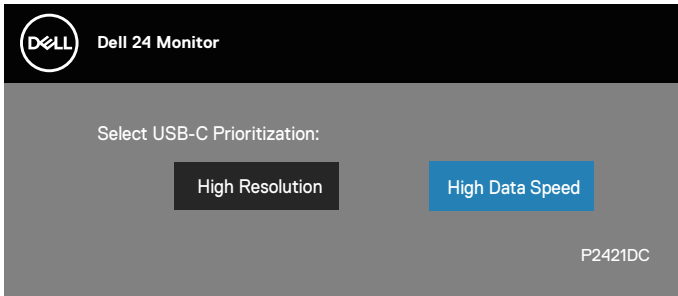 DELL
Dell 24 Monitor
Select USB-C Prioritization:
High Resolution
High Data Speed
P2421DC